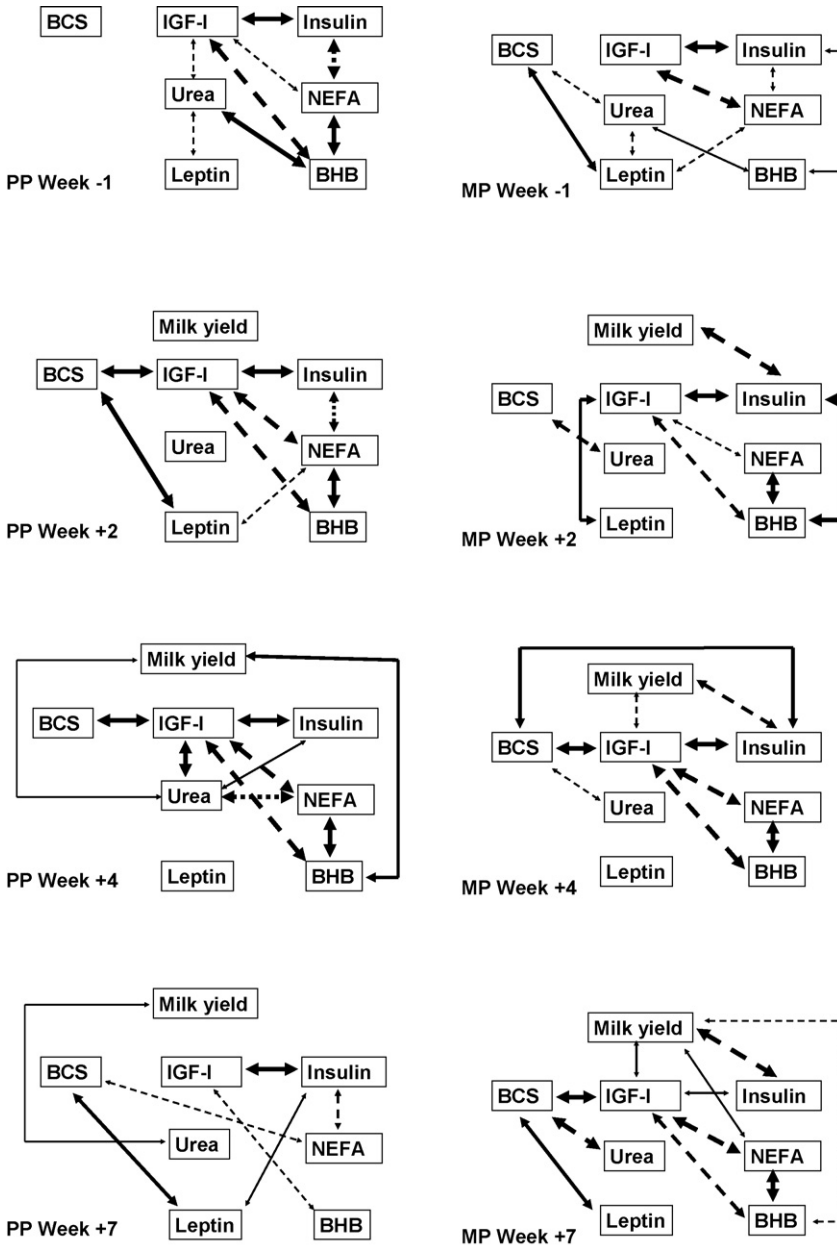 BCS IGF-I Insulin
Urea NEFA
Leptin BHB
PP Week -1
BCS IGF-I Insulin
Urea NEFA
Leptin BHB
MP Week -1
Milk yield
BCS IGF-I Insulin
Urea NEFA
Leptin BHB
PP Week +2
Milk yield
BCS IGF-I Insulin
Urea NEFA
Leptin BHB
MP Week +2
Milk yield
BCS IGF-I Insulin
Urea NEFA
Leptin BHB
PP Week +4
Milk yield
BCS IGF-I Insulin
Urea NEFA
Leptin BHB
MP Week +4
Milk yield
BCS IGF-I Insulin
Urea NEFA
Leptin BHB
PP Week +7
Milk yield
BCS IGF-I Insulin
Urea NEFA
Leptin BHB
MP Week +7